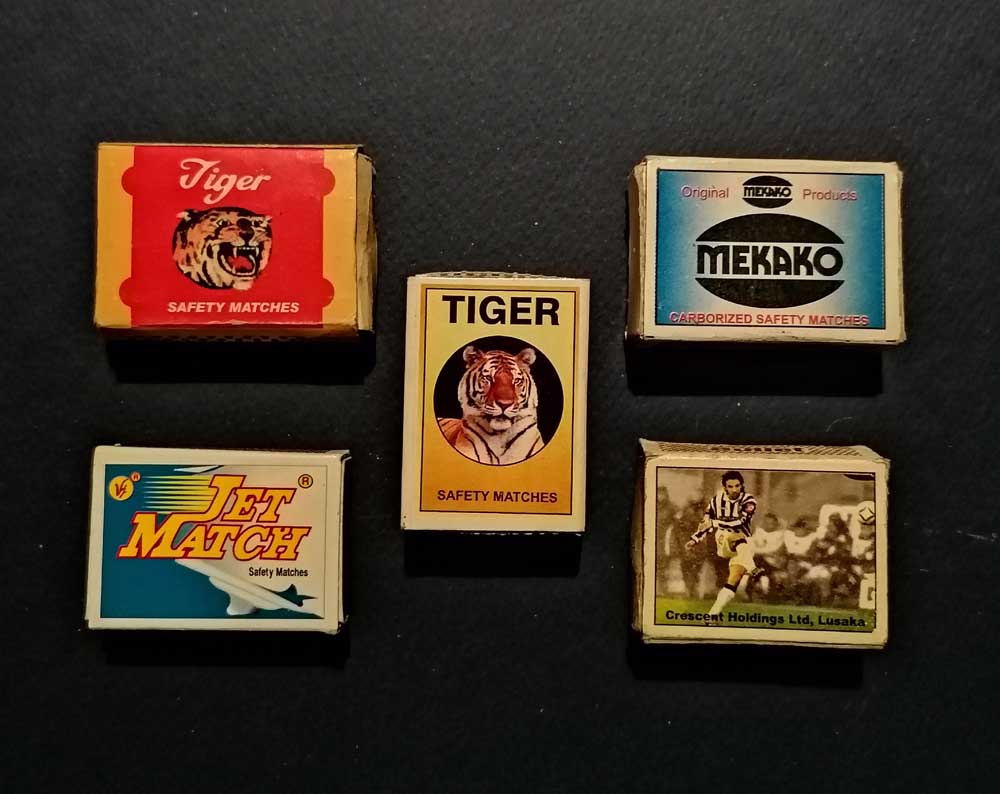 Tiger
SAFETY MATCHES
Original MEKAKO Products
MEKAKO
CARBORIZED SAFETY MATCHES
TIGER
SAFETY MATCHES
JET ®
MATCH
Safety Matches
Crescent Holdings Ltd, Lusaka